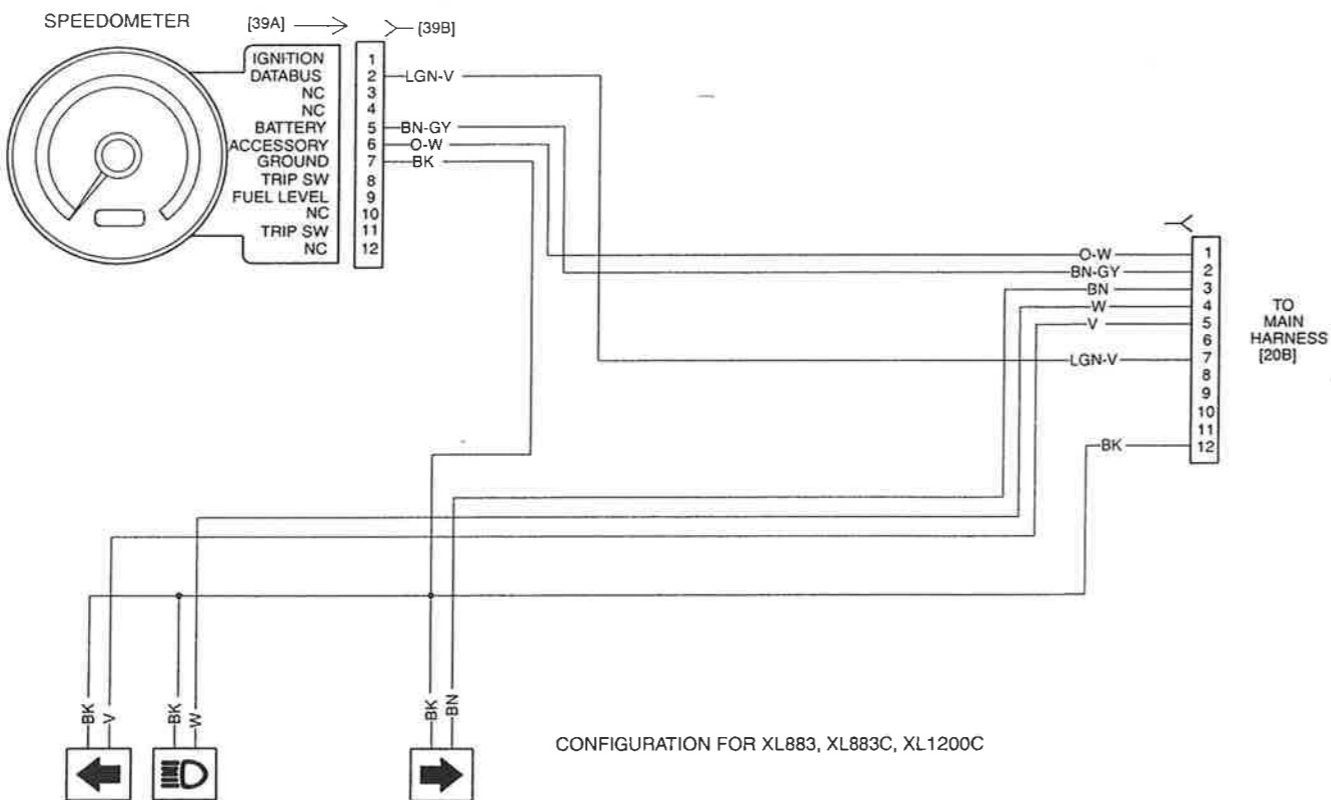 SPEEDOMETER
[39A]
[39B]
IGNITION 1
DATABUS 2 LGN-V
NC 3
NC 4
BATTERY 5 BN-GY
ACCESSORY 6 O-W
GROUND 7 BK
TRIP SW 8
FUEL LEVEL 9
NC 10
TRIP SW 11
NC 12
O-W 1
BN-GY 2
BN 3
W 4
V 5
6
LGN-V 7
8
9
10
11
BK 12
TO
MAIN
HARNESS
[20B]
BK
V
BK
W
BK
BN
CONFIGURATION FOR XL883, XL883C, XL1200C